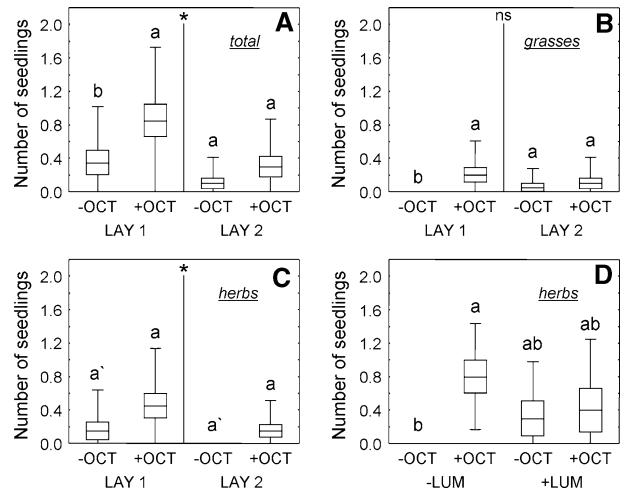 * A
total
Number of seedlings
2.0
1.6
1.2
0.8
0.4
0.0
b a a a
-OCT +OCT -OCT +OCT
LAY 1 LAY 2
ns B
grasses
Number of seedlings
2.0
1.6
1.2
0.8
0.4
0.0
b a a a
-OCT +OCT -OCT +OCT
LAY 1 LAY 2
* C
herbs
Number of seedlings
2.0
1.6
1.2
0.8
0.4
0.0
a` a a` a
-OCT +OCT -OCT +OCT
LAY 1 LAY 2
D
herbs
Number of seedlings
2.0
1.6
1.2
0.8
0.4
0.0
b a ab ab
-OCT +OCT -OCT +OCT
-LUM +LUM